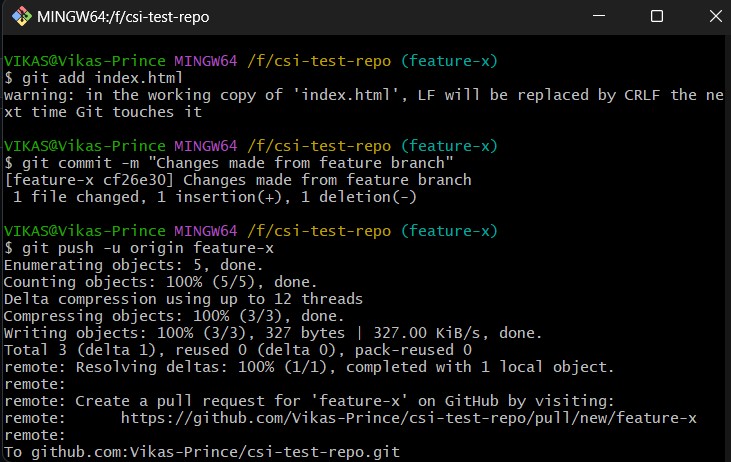 MINGW64:/f/csi-test-repo
VIKAS@Vikas-Prince MINGW64 /f/csi-test-repo (feature-x)
$ git add index.html
warning: in the working copy of 'index.html', LF will be replaced by CRLF the ne
xt time Git touches it
VIKAS@Vikas-Prince MINGW64 /f/csi-test-repo (feature-x)
$ git commit -m "Changes made from feature branch"
[feature-x cf26e30] Changes made from feature branch
 1 file changed, 1 insertion(+), 1 deletion(-)
VIKAS@Vikas-Prince MINGW64 /f/csi-test-repo (feature-x)
$ git push -u origin feature-x
Enumerating objects: 5, done.
Counting objects: 100% (5/5), done.
Delta compression using up to 12 threads
Compressing objects: 100% (3/3), done.
Writing objects: 100% (3/3), 327 bytes | 327.00 KiB/s, done.
Total 3 (delta 1), reused 0 (delta 0), pack-reused 0
remote: Resolving deltas: 100% (1/1), completed with 1 local object.
remote:
remote: Create a pull request for 'feature-x' on GitHub by visiting:
remote:      https://github.com/Vikas-Prince/csi-test-repo/pull/new/feature-x
remote:
To github.com:Vikas-Prince/csi-test-repo.git